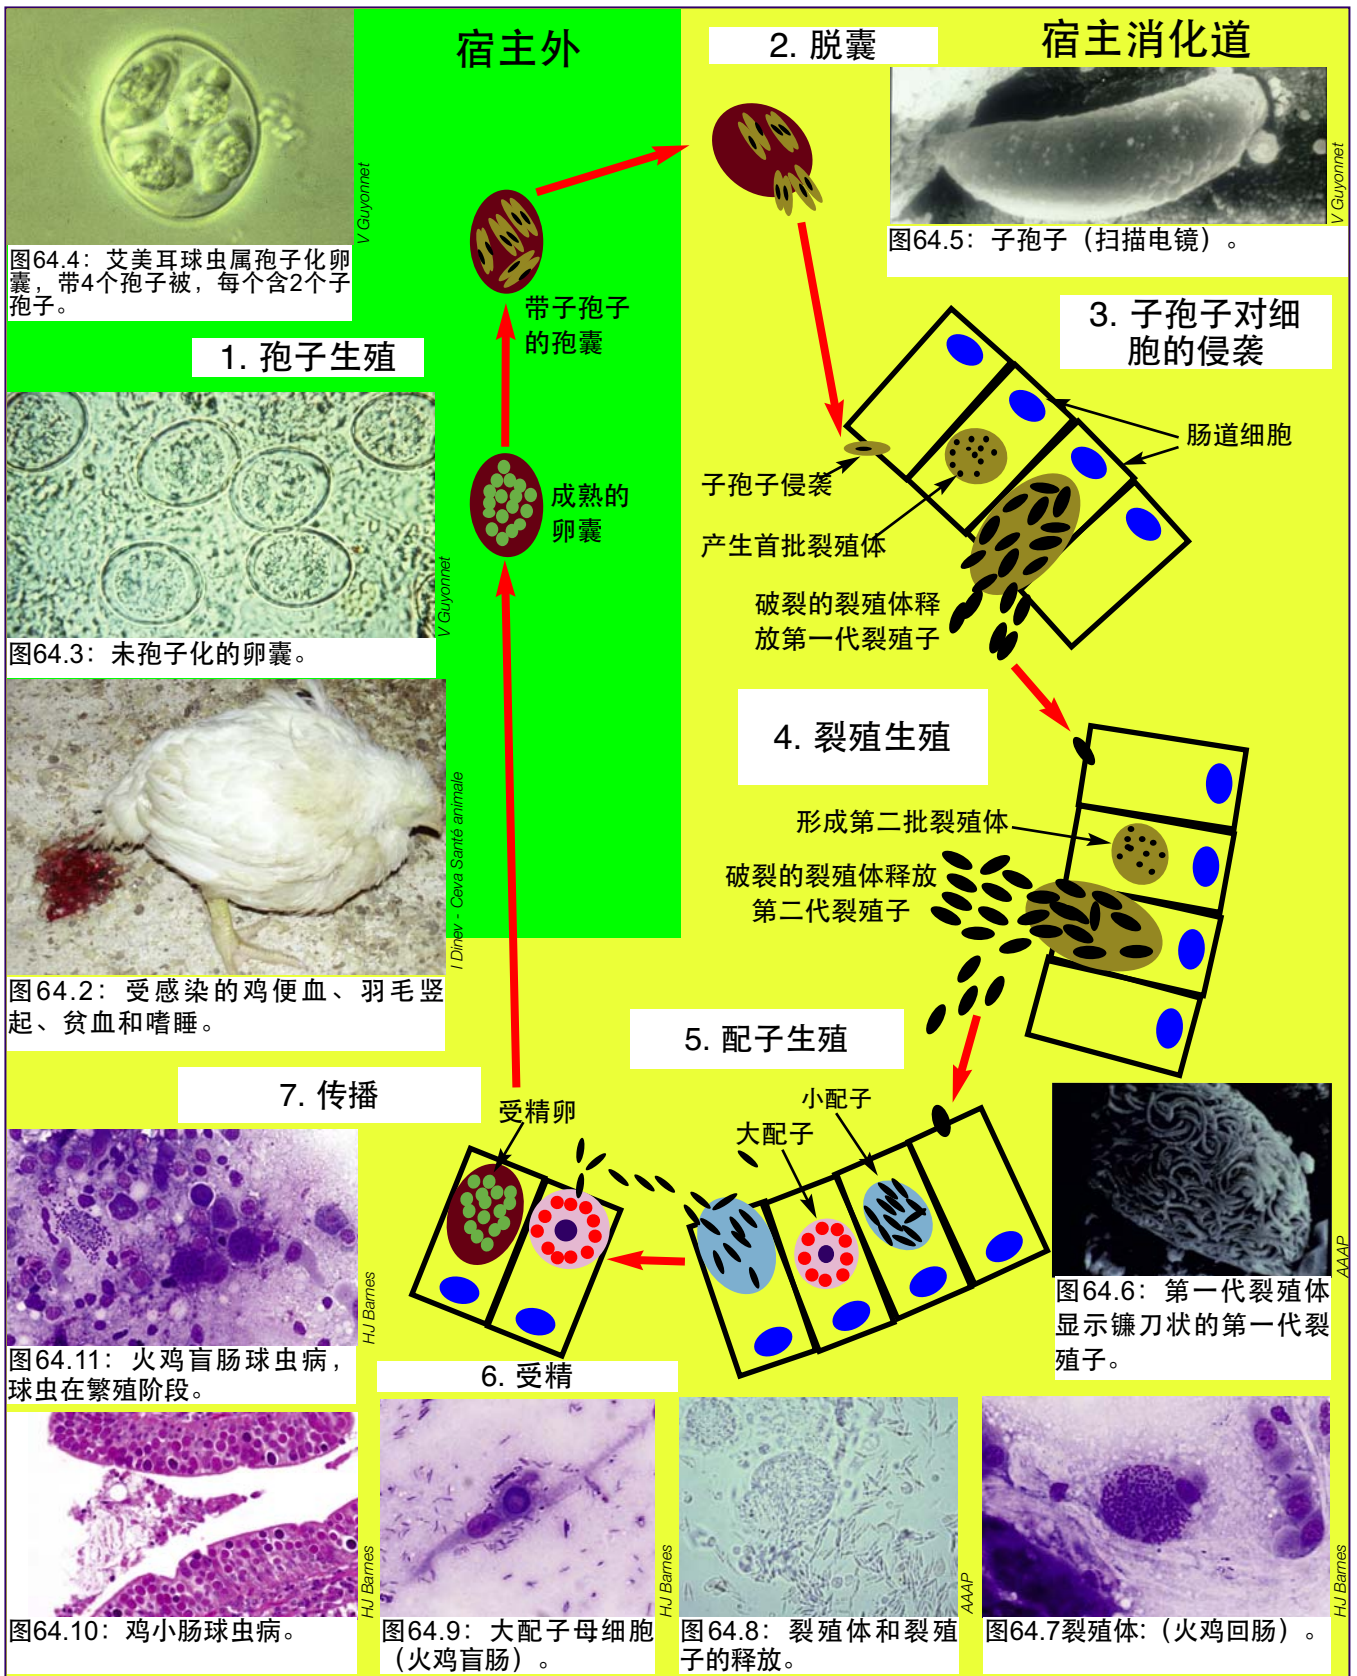 宿主外
宿主消化道
2. 脱囊
V Guyonnet
V Guyonnet
图64.4：艾美耳球虫属孢子化卵
囊，带4个孢子被，每个含2个子
孢子。
图64.5：子孢子（扫描电镜）。
带子孢子
的孢囊
1. 孢子生殖
3. 子孢子对细
胞的侵袭
肠道细胞
子孢子侵袭
产生首批裂殖体
成熟的
卵囊
破裂的裂殖体释
放第一代裂殖子
V Guyonnet
图64.3：未孢子化的卵囊。
4. 裂殖生殖
形成第二批裂殖体
破裂的裂殖体释放
第二代裂殖子
I Dinev - Ceva Santé animale
图64.2：受感染的鸡便血、羽毛竖
起、贫血和嗜睡。
5. 配子生殖
7. 传播
受精卵
小配子
大配子
HJ Barnes
AAAP
图64.6：第一代裂殖体
显示镰刀状的第一代裂
殖子。
图64.11：火鸡盲肠球虫病，
球虫在繁殖阶段。
6. 受精
HJ Barnes
HJ Barnes
AAAP
HJ Barnes
图64.10：鸡小肠球虫病。
图64.9：大配子母细胞
（火鸡盲肠）。
图64.8：裂殖体和裂殖
子的释放。
图64.7裂殖体:（火鸡回肠）。